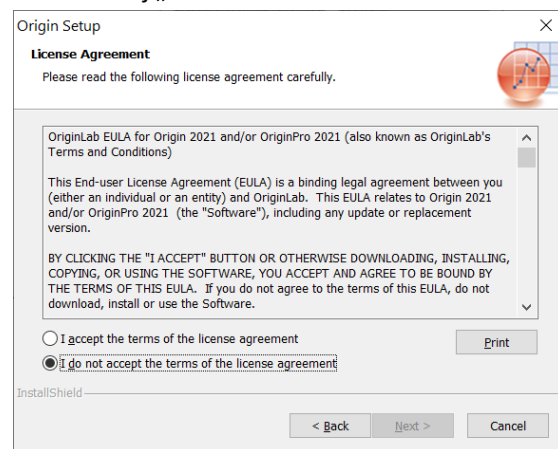 Origin Setup
License Agreement
Please read the following license agreement carefully.
OriginLab EULA for Origin 2021 and/or OriginPro 2021 (also known as OriginLab's
Terms and Conditions)
This End-user License Agreement (EULA) is a binding legal agreement between you
(either an individual or an entity) and OriginLab.  This EULA relates to Origin 2021
and/or OriginPro 2021  (the "Software"), including any update or replacement
version.
BY CLICKING THE "I ACCEPT" BUTTON OR OTHERWISE DOWNLOADING, INSTALLING,
COPYING, OR USING THE SOFTWARE, YOU ACCEPT AND AGREE TO BE BOUND BY
THE TERMS OF THIS EULA.  If you do not agree to the terms of this EULA, do not
download, install or use the Software.
I accept the terms of the license agreement
Print
I do not accept the terms of the license agreement
InstallShield
< Back
Next >
Cancel